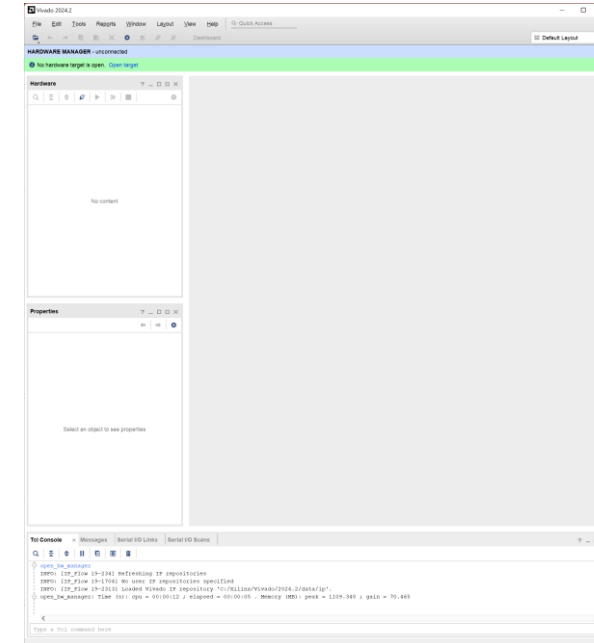 Vivado 2024.2
File Edit Tools Reports Window Layout View Help Quick Access
Dashboard Default Layout
HARDWARE MANAGER - unconnected
No hardware target is open. Open target
Hardware
No content
Properties
Select an object to see properties
Tcl Console Messages Serial I/O Links Serial I/O Scans
open_hw_manager
INFO: [IP_Flow 19-234] Refreshing IP repositories
INFO: [IP_Flow 19-1704] No user IP repositories specified
INFO: [IP_Flow 19-2313] Loaded Vivado IP repository 'C:/Xilinx/Vivado/2024.2/data/ip'.
open_hw_manager: Time (s): cpu = 00:00:12 ; elapsed = 00:00:05 . Memory (MB): peak = 1109.340 ; gain = 70.465
Type a Tcl command here